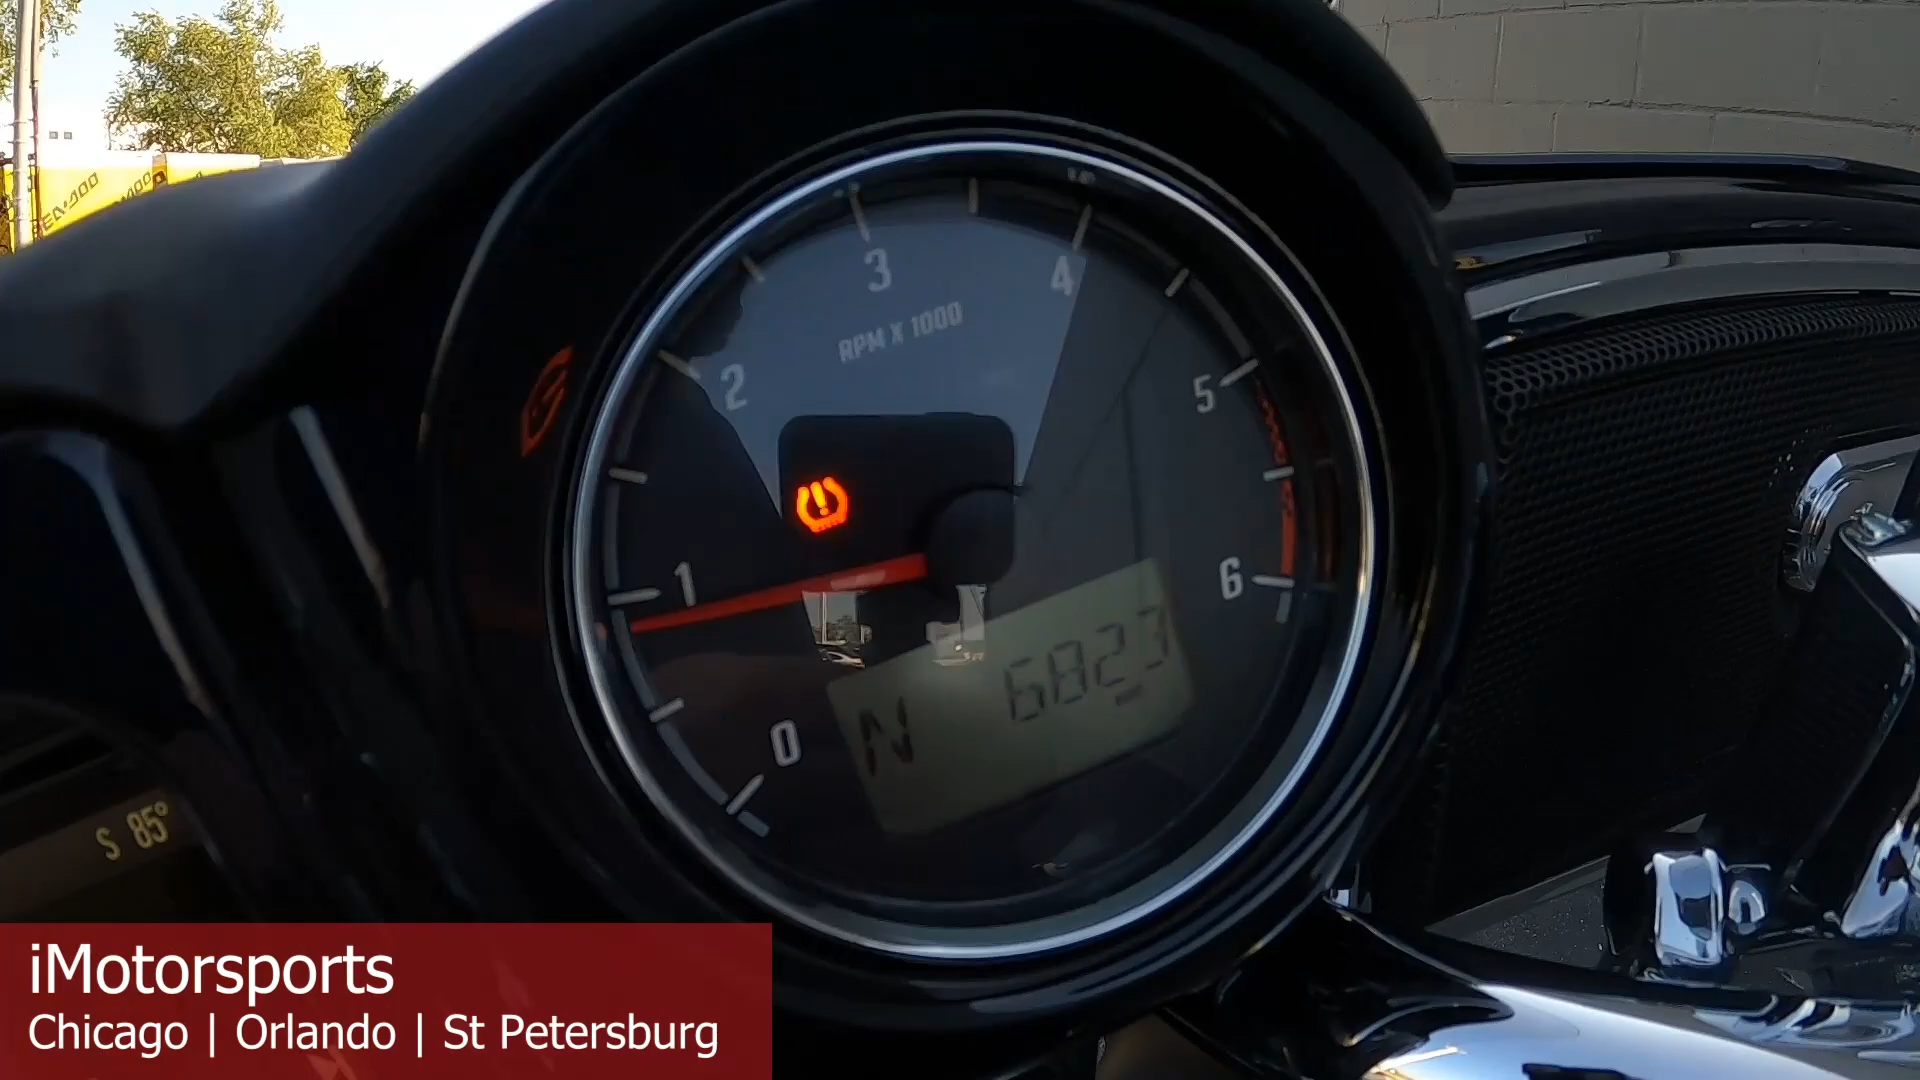 3
4
RPM X 1000
2
5
1
6
0
N 6823
S 85°
iMotorsports
Chicago | Orlando | St Petersburg